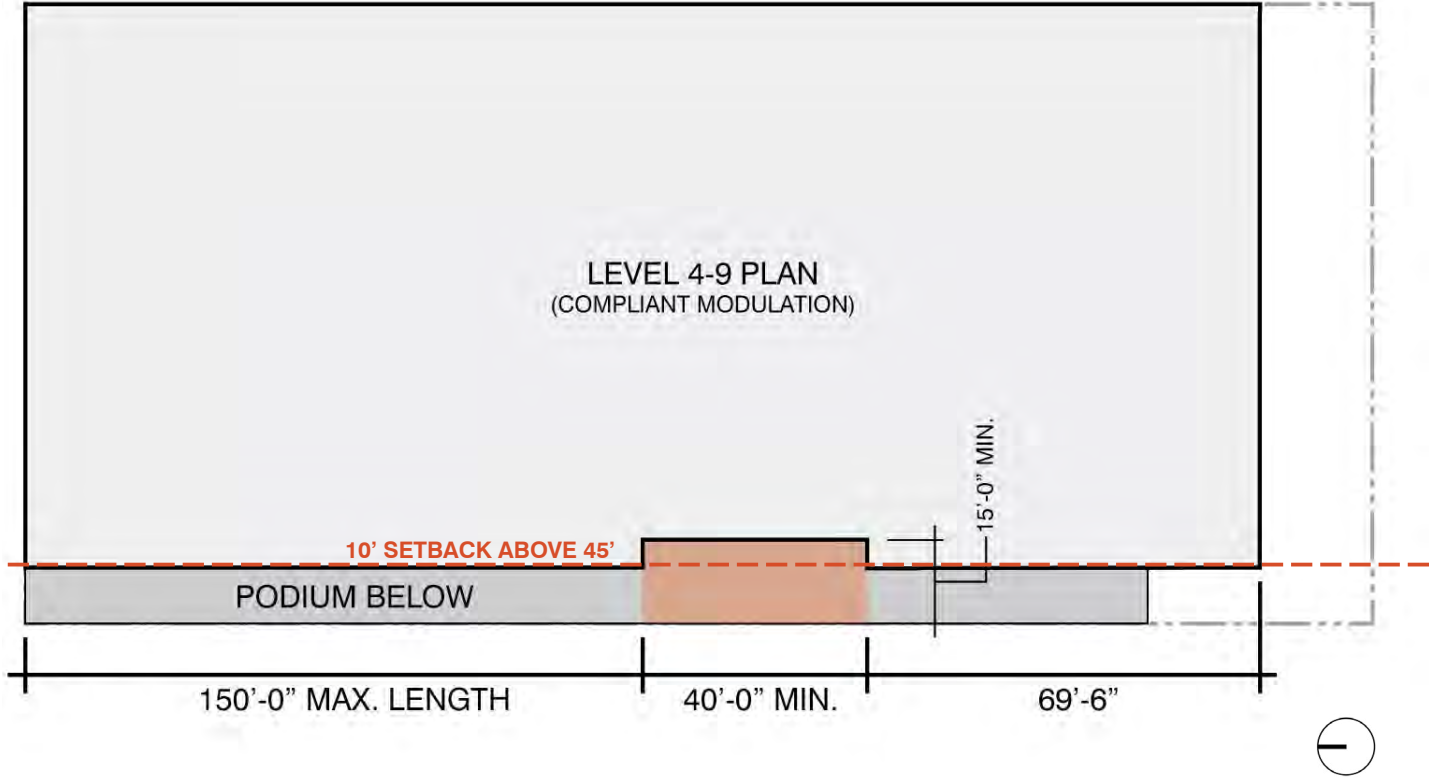 LEVEL 4-9 PLAN
(COMPLIANT MODULATION)
15’-0” MIN.
10’ SETBACK ABOVE 45’
PODIUM BELOW
150’-0” MAX. LENGTH
40’-0” MIN.
69’-6”